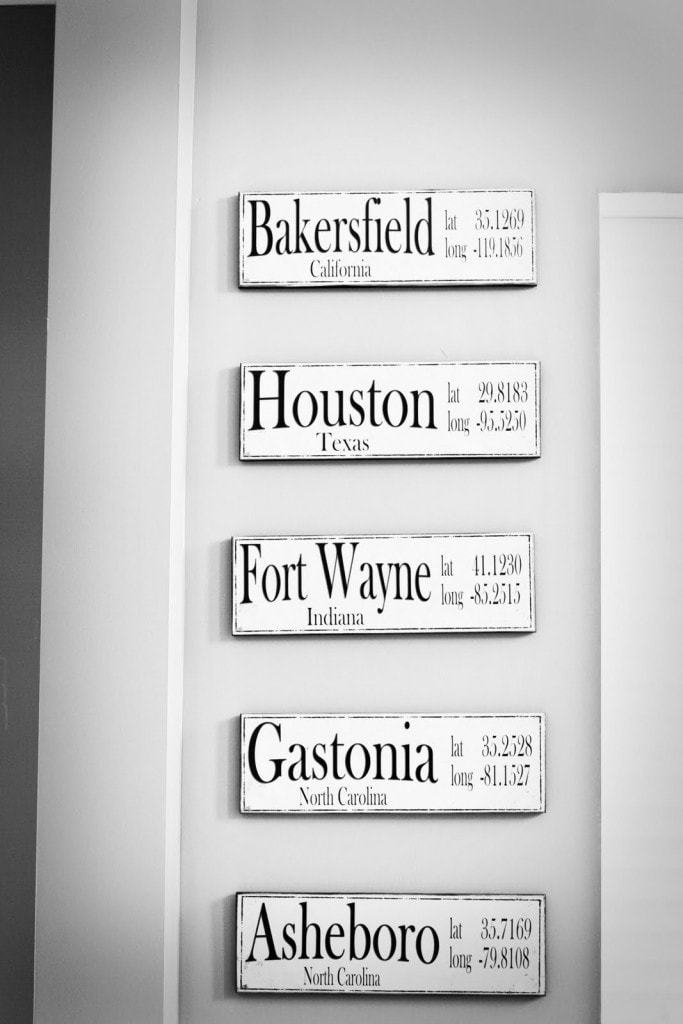 Bakersfield
lat 35.1269
long -119.1856
California
Houston
lat 29.8183
long -95.5250
Texas
Fort Wayne
lat 41.1230
long -85.2515
Indiana
Gastonia
lat 35.2528
long -81.1527
North Carolina
Asheboro
lat 35.7169
long -79.8108
North Carolina